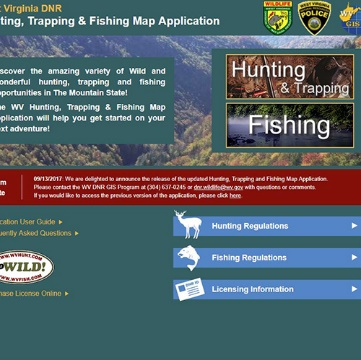 t Virginia DNR
ting, Trapping & Fishing Map Application
WILDLIFE
POLICE
GIS
iscover the amazing variety of Wild and
onderful hunting, trapping and fishing
pportunities in The Mountain State!
he WV Hunting, Trapping & Fishing Map
pplication will help you get started on your
ext adventure!
Hunting
& Trapping
Fishing
m
te
09/13/2017: We are delighted to announce the release of the updated Hunting, Trapping and Fishing Map Application.
Please contact the WV DNR GIS Program at (304) 637-0245 or dnr.wildlife@wv.gov with questions or comments.
If you would like to access the previous version of the application, please click here.
cation User Guide
uently Asked Questions
WWW.WVHUNT.COM
WILD!
WWW.WVFISH.COM
hase License Online
Hunting Regulations
Fishing Regulations
Licensing Information